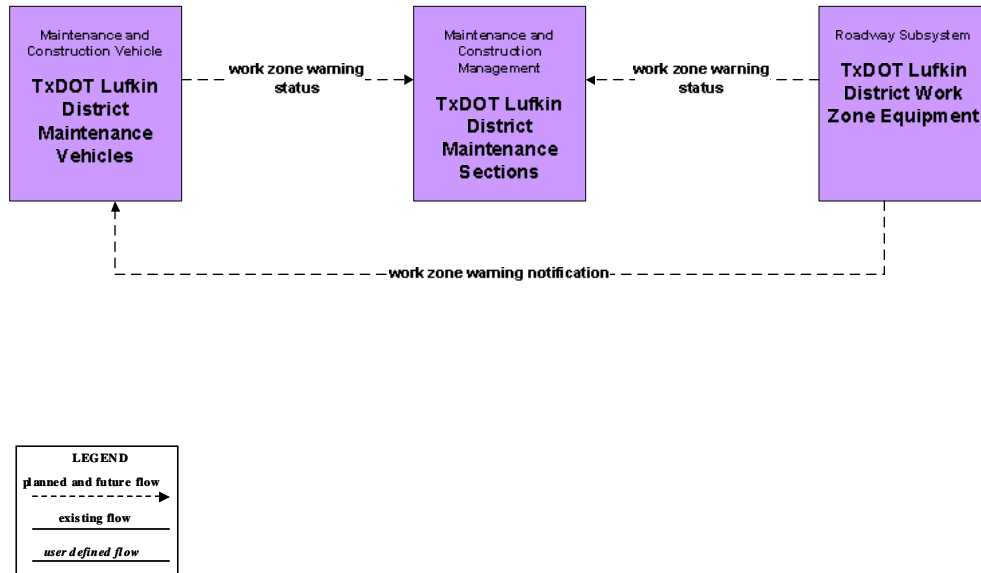 Maintenance and
Construction Vehicle
TxDOT Lufkin
District
Maintenance
Vehicles
work zone warning
status
Maintenance and
Construction
Management
TxDOT Lufkin
District
Maintenance
Sections
work zone warning
status
Roadway Subsystem
TxDOT Lufkin
District Work
Zone Equipment
work zone warning notification
LEGEND
planned and future flow
existing flow
user defined flow